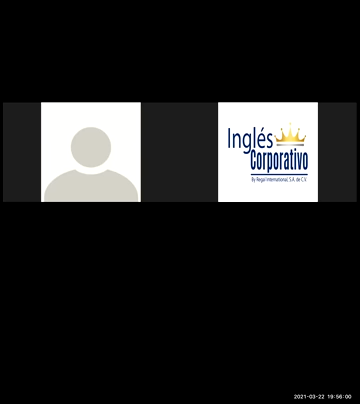 Inglés
Corporativo
By Regal International, S.A. de C.V.
2021-03-22 19:56:00